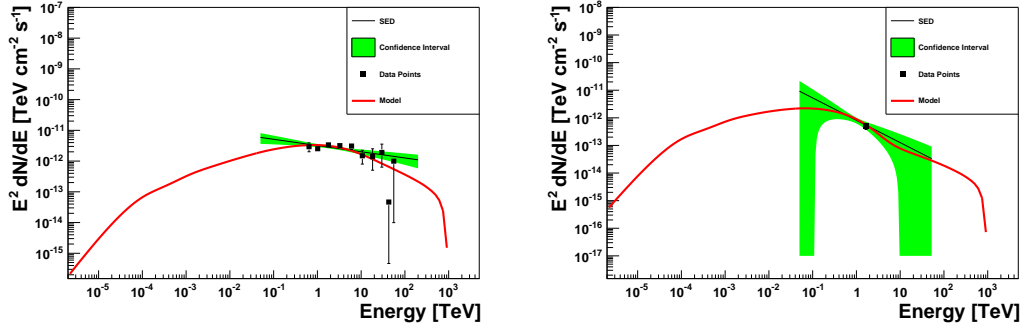 E² dN/dE [TeV cm⁻² s⁻¹]
10⁻⁷
10⁻⁸
10⁻⁹
10⁻¹⁰
10⁻¹¹
10⁻¹²
10⁻¹³
10⁻¹⁴
10⁻¹⁵
SED
Confidence Interval
Data Points
Model
10⁻⁵ 10⁻⁴ 10⁻³ 10⁻² 10⁻¹ 1 10 10² 10³
Energy [TeV]
E² dN/dE [TeV cm⁻² s⁻¹]
10⁻⁸
10⁻⁹
10⁻¹⁰
10⁻¹¹
10⁻¹²
10⁻¹³
10⁻¹⁴
10⁻¹⁵
10⁻¹⁶
10⁻¹⁷
SED
Confidence Interval
Data Points
Model
10⁻⁵ 10⁻⁴ 10⁻³ 10⁻² 10⁻¹ 1 10 10² 10³
Energy [TeV]